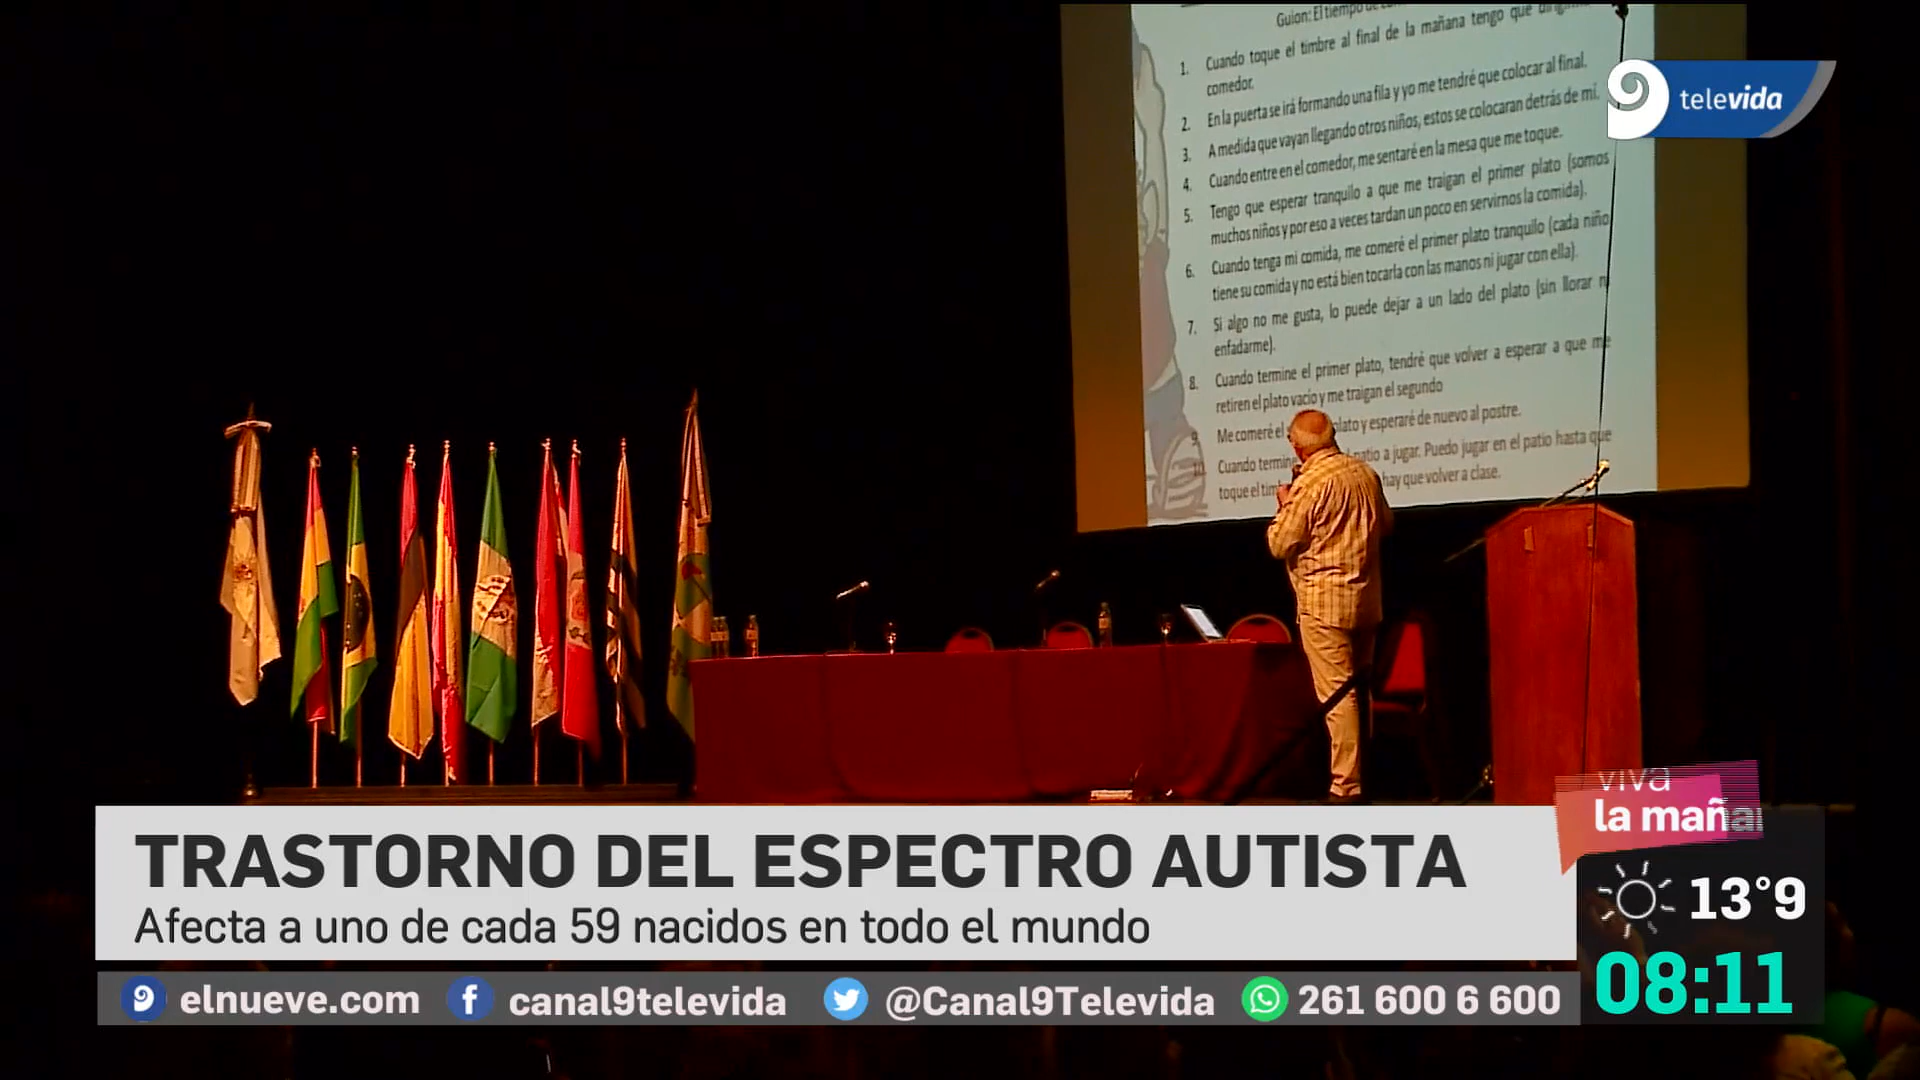 Guion: El tiempo de
1. Cuando toque el timbre al final de la mañana tengo que
comedor.
2. En la puerta se irá formando una fila y yo me tendré que colocar al final.
3. A medida que vayan llegando otros niños, estos se colocaran detrás de mi.
4. Cuando entre en el comedor, me sentaré en la mesa que me toque.
5. Tengo que esperar tranquilo a que me traigan el primer plato (somos
muchos niños y por eso a veces tardan un poco en servirnos la comida).
6. Cuando tenga mi comida, me comeré el primer plato tranquilo (cada niño
tiene su comida y no está bien tocarla con las manos ni jugar con ella).
7. Si algo no me gusta, lo puede dejar a un lado del plato (sin llorar
enfadarme).
8. Cuando termine el primer plato, tendré que volver a esperar a que me
retiren el plato vacío y me traigan el segundo
9. Me comeré el plato y esperaré de nuevo al postre.
10. Cuando termine patio a jugar. Puedo jugar en el patio hasta que
toque el hay que volver a clase.
televida
viva
la mañan
TRASTORNO DEL ESPECTRO AUTISTA
Afecta a uno de cada 59 nacidos en todo el mundo
13°9
08:11
elnueve.com canal9televida @Canal9Televida 261 600 6 600